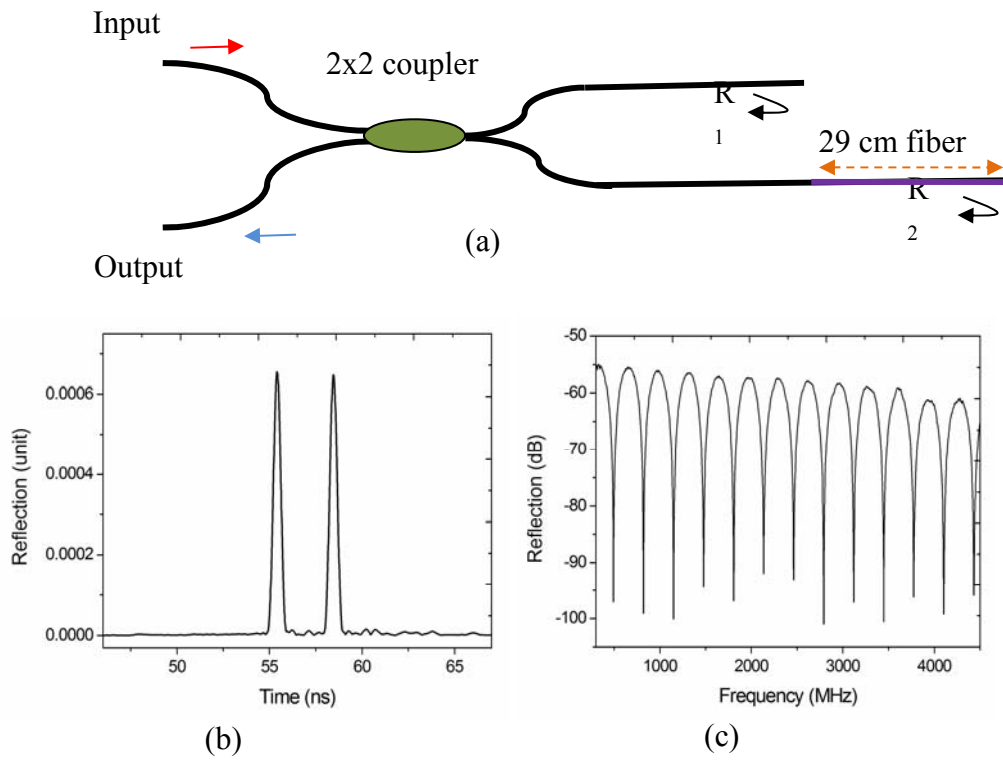 Input
2x2 coupler
R
1
29 cm fiber
R
2
(a)
Output
Reflection (unit)
0.0006
0.0004
0.0002
0.0000
50 55 60 65
Time (ns)
(b)
Reflection (dB)
-50
-60
-70
-80
-90
-100
1000 2000 3000 4000
Frequency (MHz)
(c)